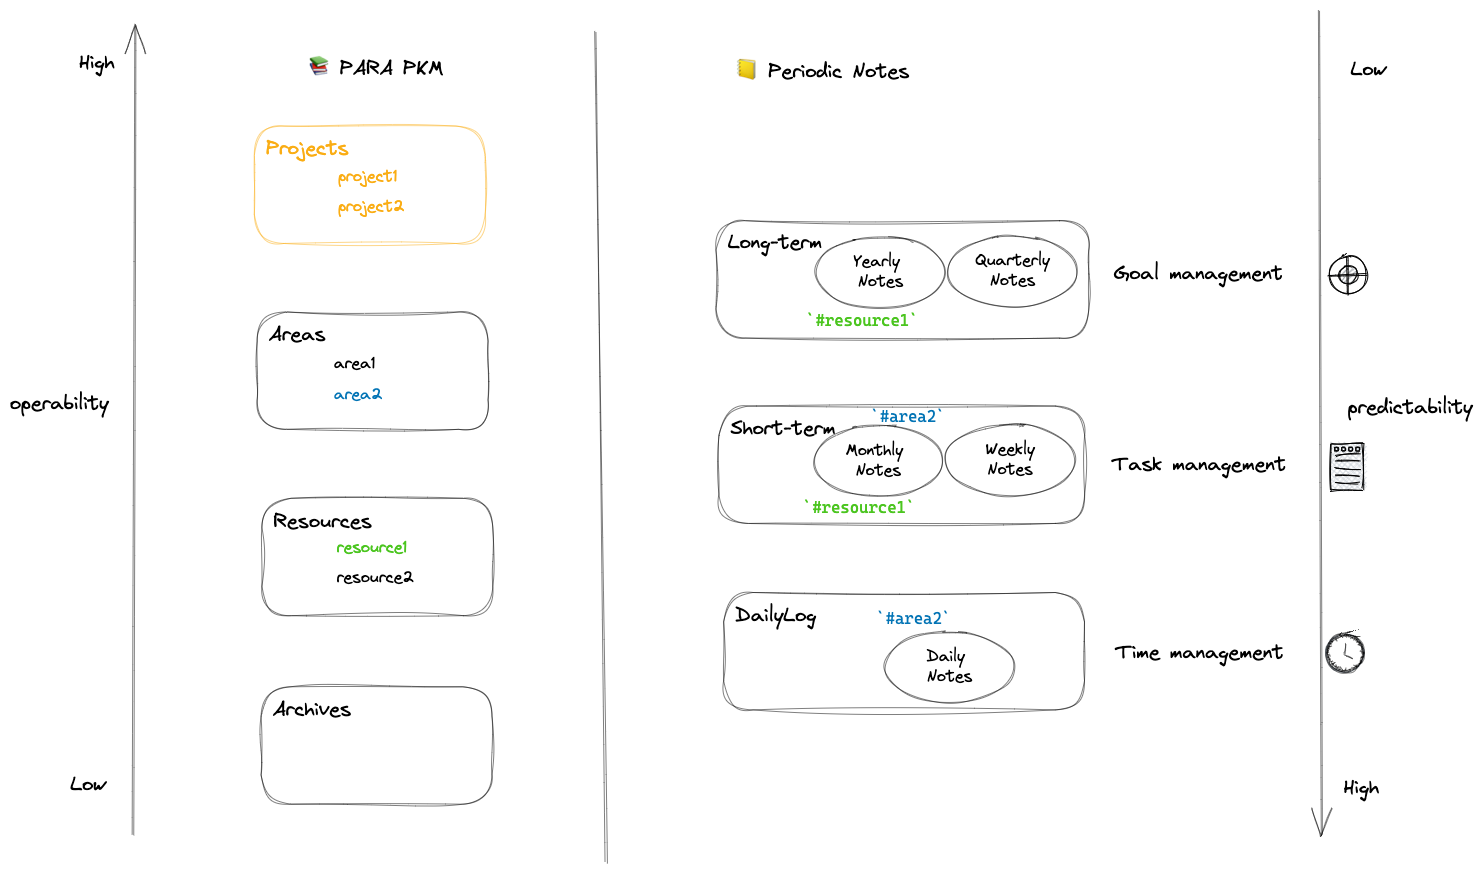 High
PARA PKM
Projects
project1
project2
Areas
area1
area2
operability
Resources
resource1
resource2
Archives
Low
Periodic Notes
Low
Long-term
Yearly
Notes
Quarterly
Notes
`#resource1`
Goal management
predictability
`#area2`
Short-term
Monthly
Notes
Weekly
Notes
`#resource1`
Task management
DailyLog
`#area2`
Daily
Notes
Time management
High